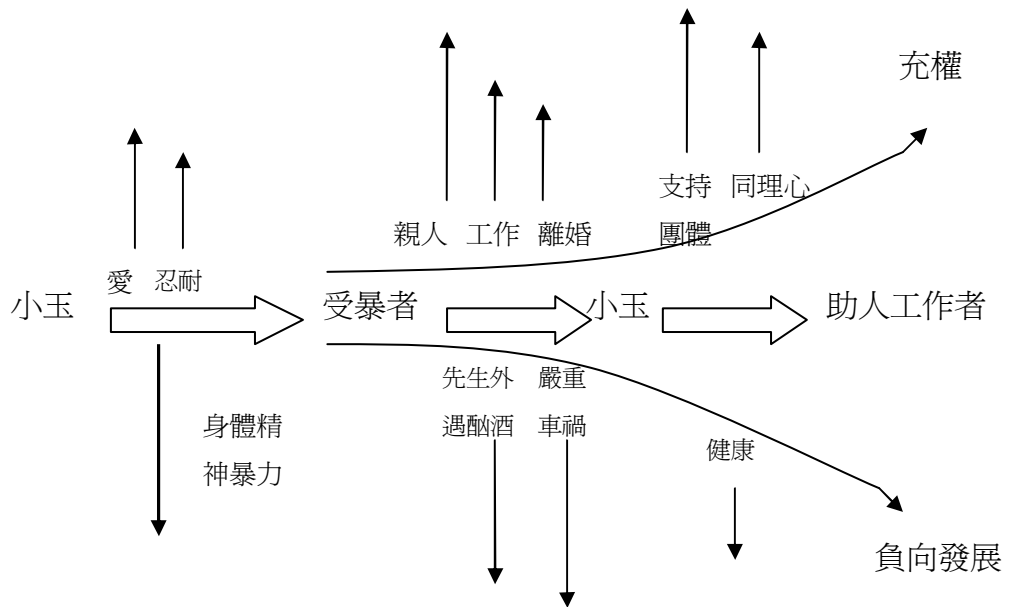 充權
支持 同理心
團體
親人 工作 離婚
愛 忍耐
小玉 受暴者 小玉 助人工作者
先生外 嚴重
遇酗酒 車禍
身體精
神暴力
健康
負向發展